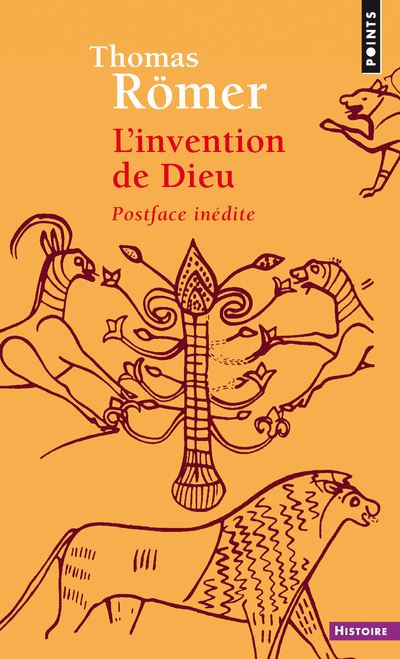 POINTS
Thomas
Römer
L'invention
de Dieu
Postface inédite
HISTOIRE